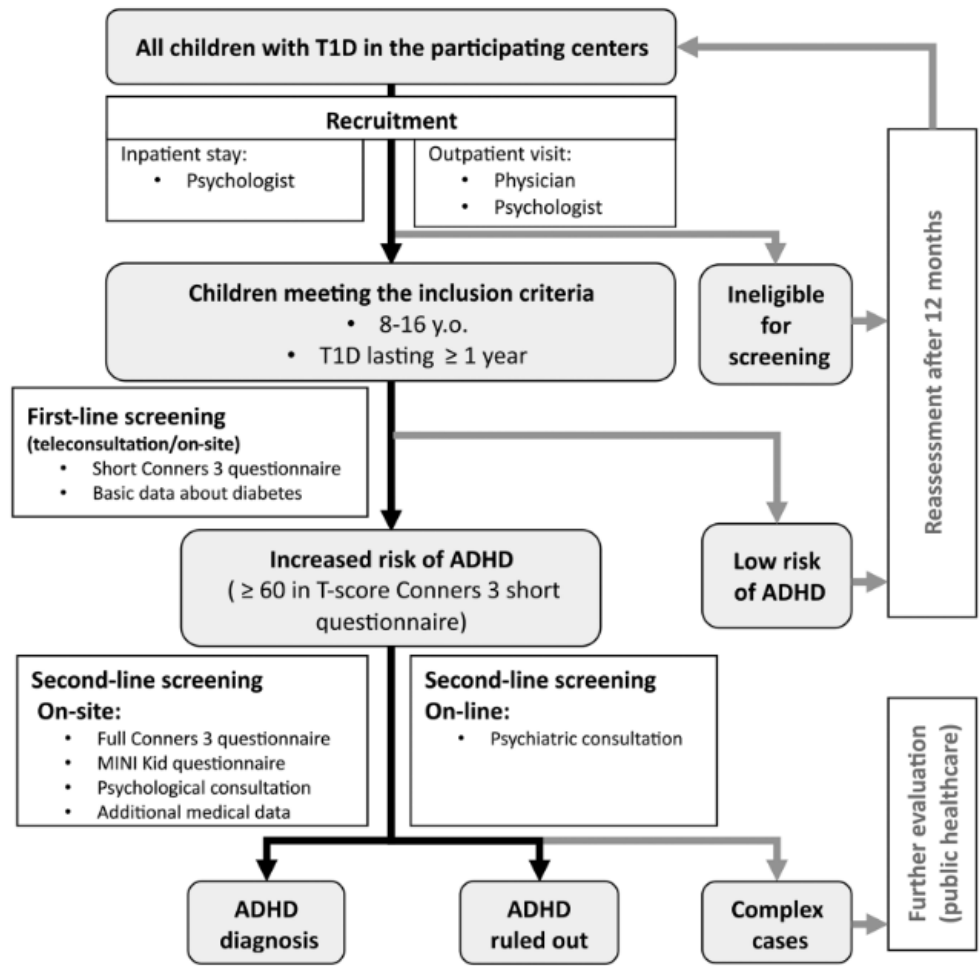 All children with T1D in the participating centers
Recruitment
Inpatient stay:
• Psychologist
Outpatient visit:
• Physician
• Psychologist
Children meeting the inclusion criteria
• 8-16 y.o.
• T1D lasting ≥ 1 year
Ineligible
for
screening
Reassessment after 12 months
First-line screening
(teleconsultation/on-site)
• Short Conners 3 questionnaire
• Basic data about diabetes
Increased risk of ADHD
( ≥ 60 in T-score Conners 3 short
questionnaire)
Low risk
of ADHD
Second-line screening
On-site:
• Full Conners 3 questionnaire
• MINI Kid questionnaire
• Psychological consultation
• Additional medical data
Second-line screening
On-line:
• Psychiatric consultation
ADHD
diagnosis
ADHD
ruled out
Complex
cases
Further evaluation
(public healthcare)